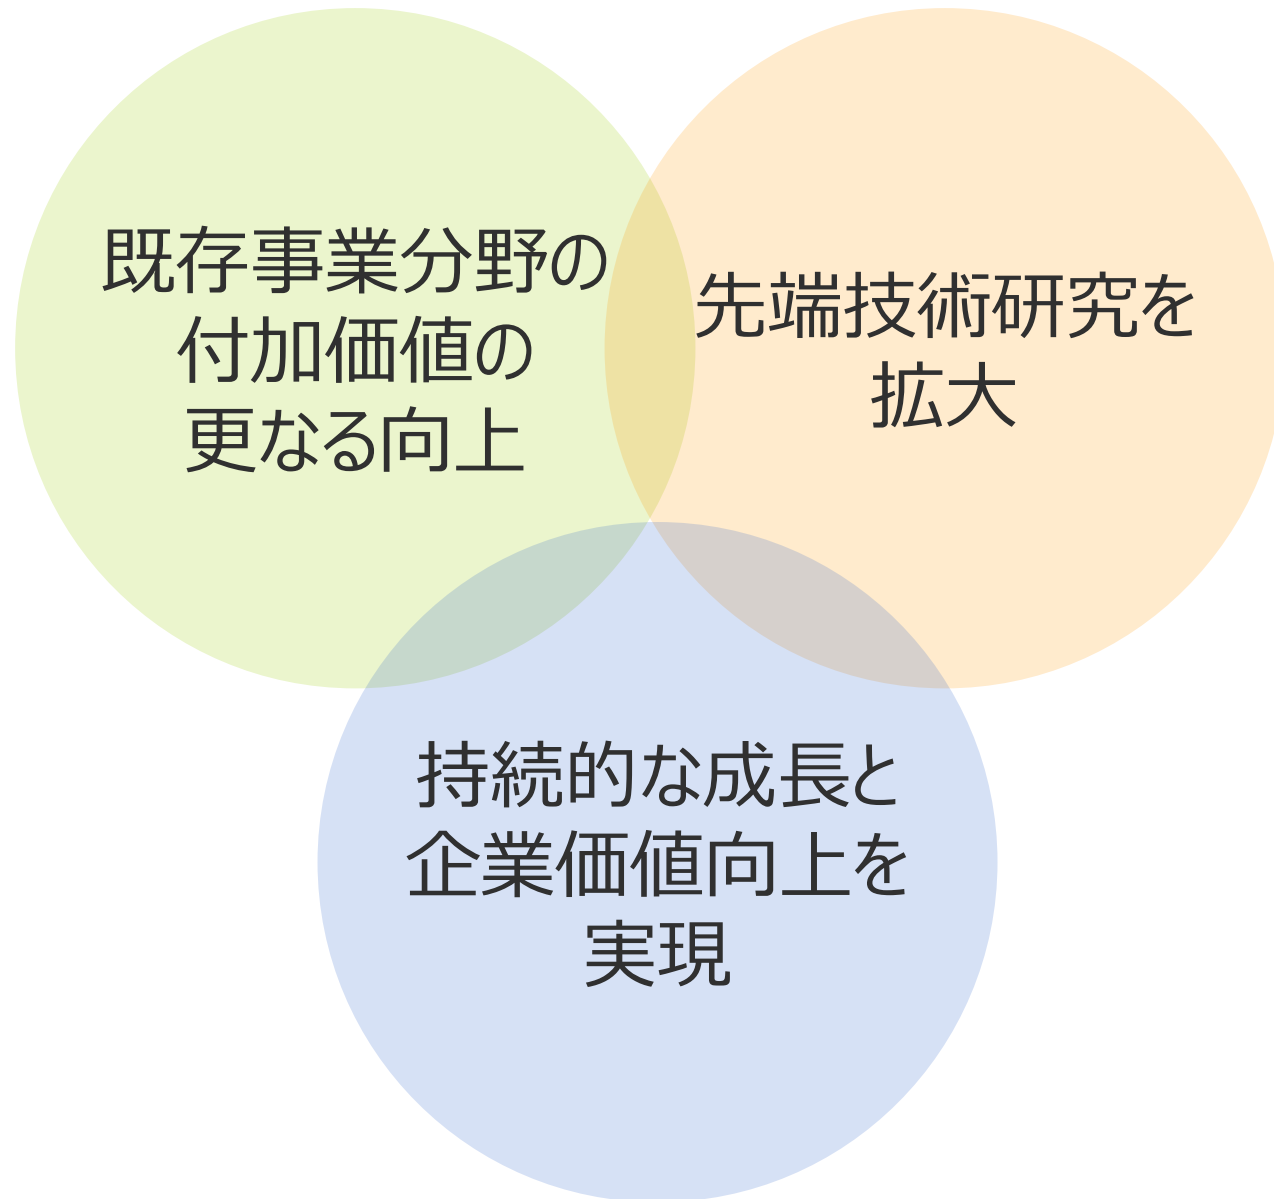 既存事業分野の
付加価値の
更なる向上
先端技術研究を
拡大
持続的な成長と
企業価値向上を
実現